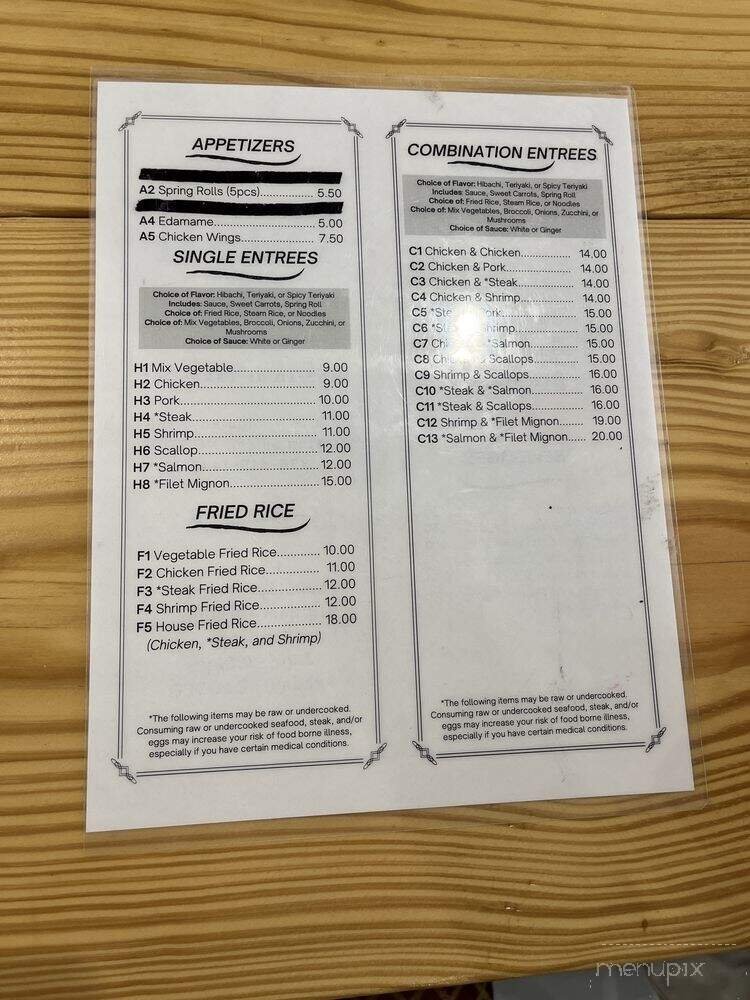 APPETIZERS
A2 Spring Rolls (5pcs)............... 5.50
A4 Edamame.......................... 5.00
A5 Chicken Wings.................... 7.50
SINGLE ENTREES
Choice of Flavor: Hibachi, Teriyaki, or Spicy Teriyaki
Includes: Sauce, Sweet Carrots, Spring Roll
Choice of: Fried Rice, Steam Rice, or Noodles
Choice of: Mix Vegetables, Broccoli, Onions, Zucchini, or
Mushrooms
Choice of Sauce: White or Ginger
H1 Mix Vegetable...................... 9.00
H2 Chicken............................. 9.00
H3 Pork.................................. 10.00
H4 *Steak............................... 11.00
H5 Shrimp............................... 11.00
H6 Scallop.............................. 12.00
H7 *Salmon............................. 12.00
H8 *Filet Mignon....................... 15.00
FRIED RICE
F1 Vegetable Fried Rice............ 10.00
F2 Chicken Fried Rice............... 11.00
F3 *Steak Fried Rice................. 12.00
F4 Shrimp Fried Rice................ 12.00
F5 House Fried Rice................. 18.00
(Chicken, *Steak, and Shrimp)
*The following items may be raw or undercooked.
Consuming raw or undercooked seafood, steak, and/or
eggs may increase your risk of food borne illness,
especially if you have certain medical conditions.
COMBINATION ENTREES
Choice of Flavor: Hibachi, Teriyaki, or Spicy Teriyaki
Includes: Sauce, Sweet Carrots, Spring Roll
Choice of: Fried Rice, Steam Rice, or Noodles
Choice of: Mix Vegetables, Broccoli, Onions, Zucchini, or
Mushrooms
Choice of Sauce: White or Ginger
C1 Chicken & Chicken................ 14.00
C2 Chicken & Pork..................... 14.00
C3 Chicken & *Steak.................. 14.00
C4 Chicken & Shrimp.................. 14.00
C5 Pork....................... 15.00
C6 Shrimp.................... 15.00
C7 *Salmon................ 15.00
C8 & Scallops................ 15.00
C9 Shrimp & Scallops................. 16.00
C10 *Steak & *Salmon................ 16.00
C11 *Steak & Scallops................. 16.00
C12 Shrimp & *Filet Mignon........ 19.00
C13 *Salmon & *Filet Mignon...... 20.00
*The following items may be raw or undercooked.
Consuming raw or undercooked seafood, steak, and/or
eggs may increase your risk of food borne illness,
especially if you have certain medical conditions.
menupix